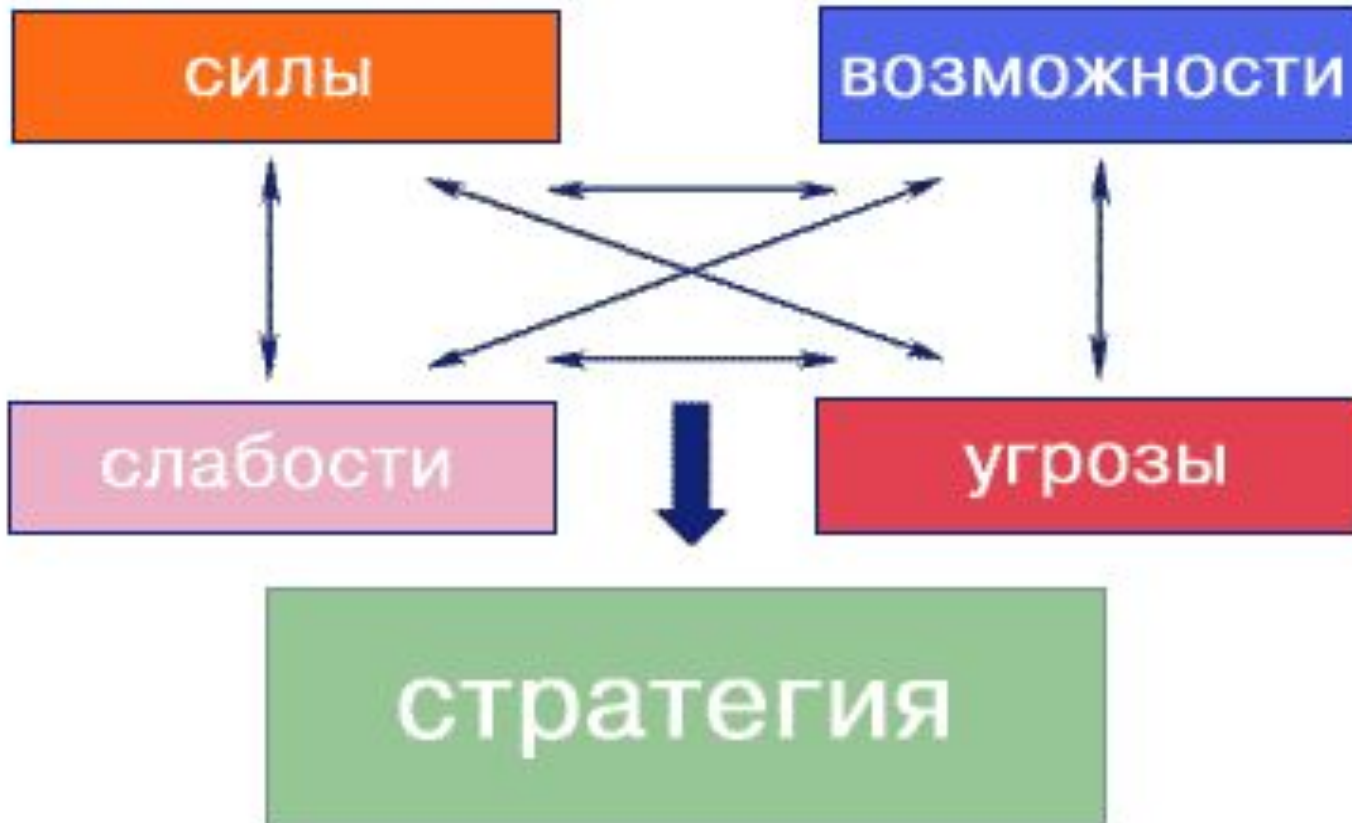 силы
возможности
слабости
угрозы
стратегия